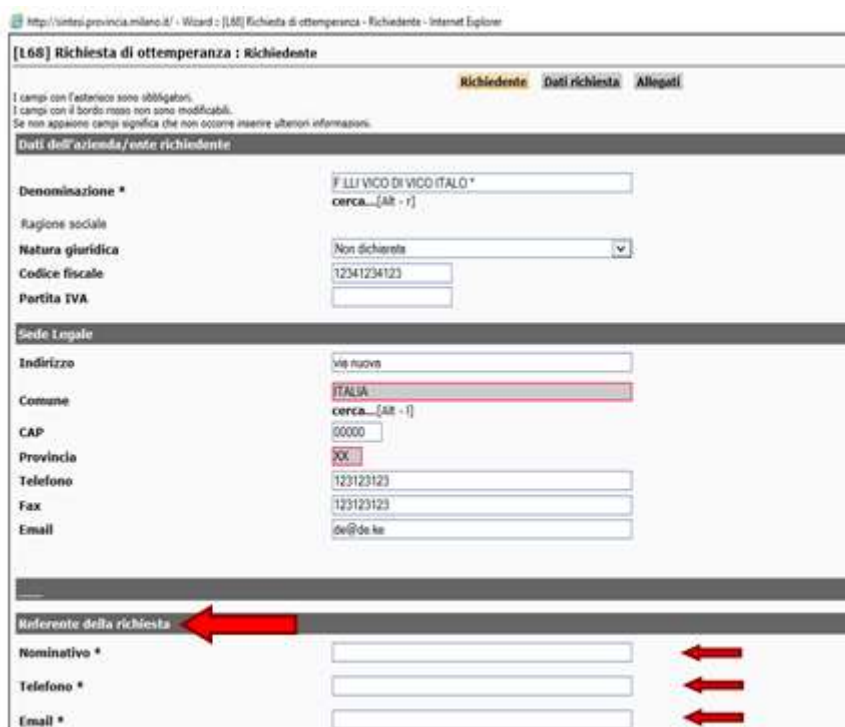 http://sintesi.provincia.milano.it/ - Wizard :: [L68] Richiesta di ottemperanza - Richiedente - Internet Explorer
[L68] Richiesta di ottemperanza : Richiedente
Richiedente Dati richiesta Allegati
I campi con l'asterisco sono obbligatori.
I campi con il bordo rosso non sono modificabili.
Se non appaiono campi significa che non occorre inserire ulteriori informazioni.
Dati dell'azienda/ente richiedente
Denominazione * F.LLI VICO DI VICO ITALO *
cerca...[Alt - r]
Ragione sociale
Natura giuridica Non dichiarata
Codice fiscale 12341234123
Partita IVA
Sede Legale
Indirizzo via nuova
Comune ITALIA
cerca...[Alt - l]
CAP 00000
Provincia XX
Telefono 123123123
Fax 123123123
Email de@de.ke
Referente della richiesta
Nominativo *
Telefono *
Email *